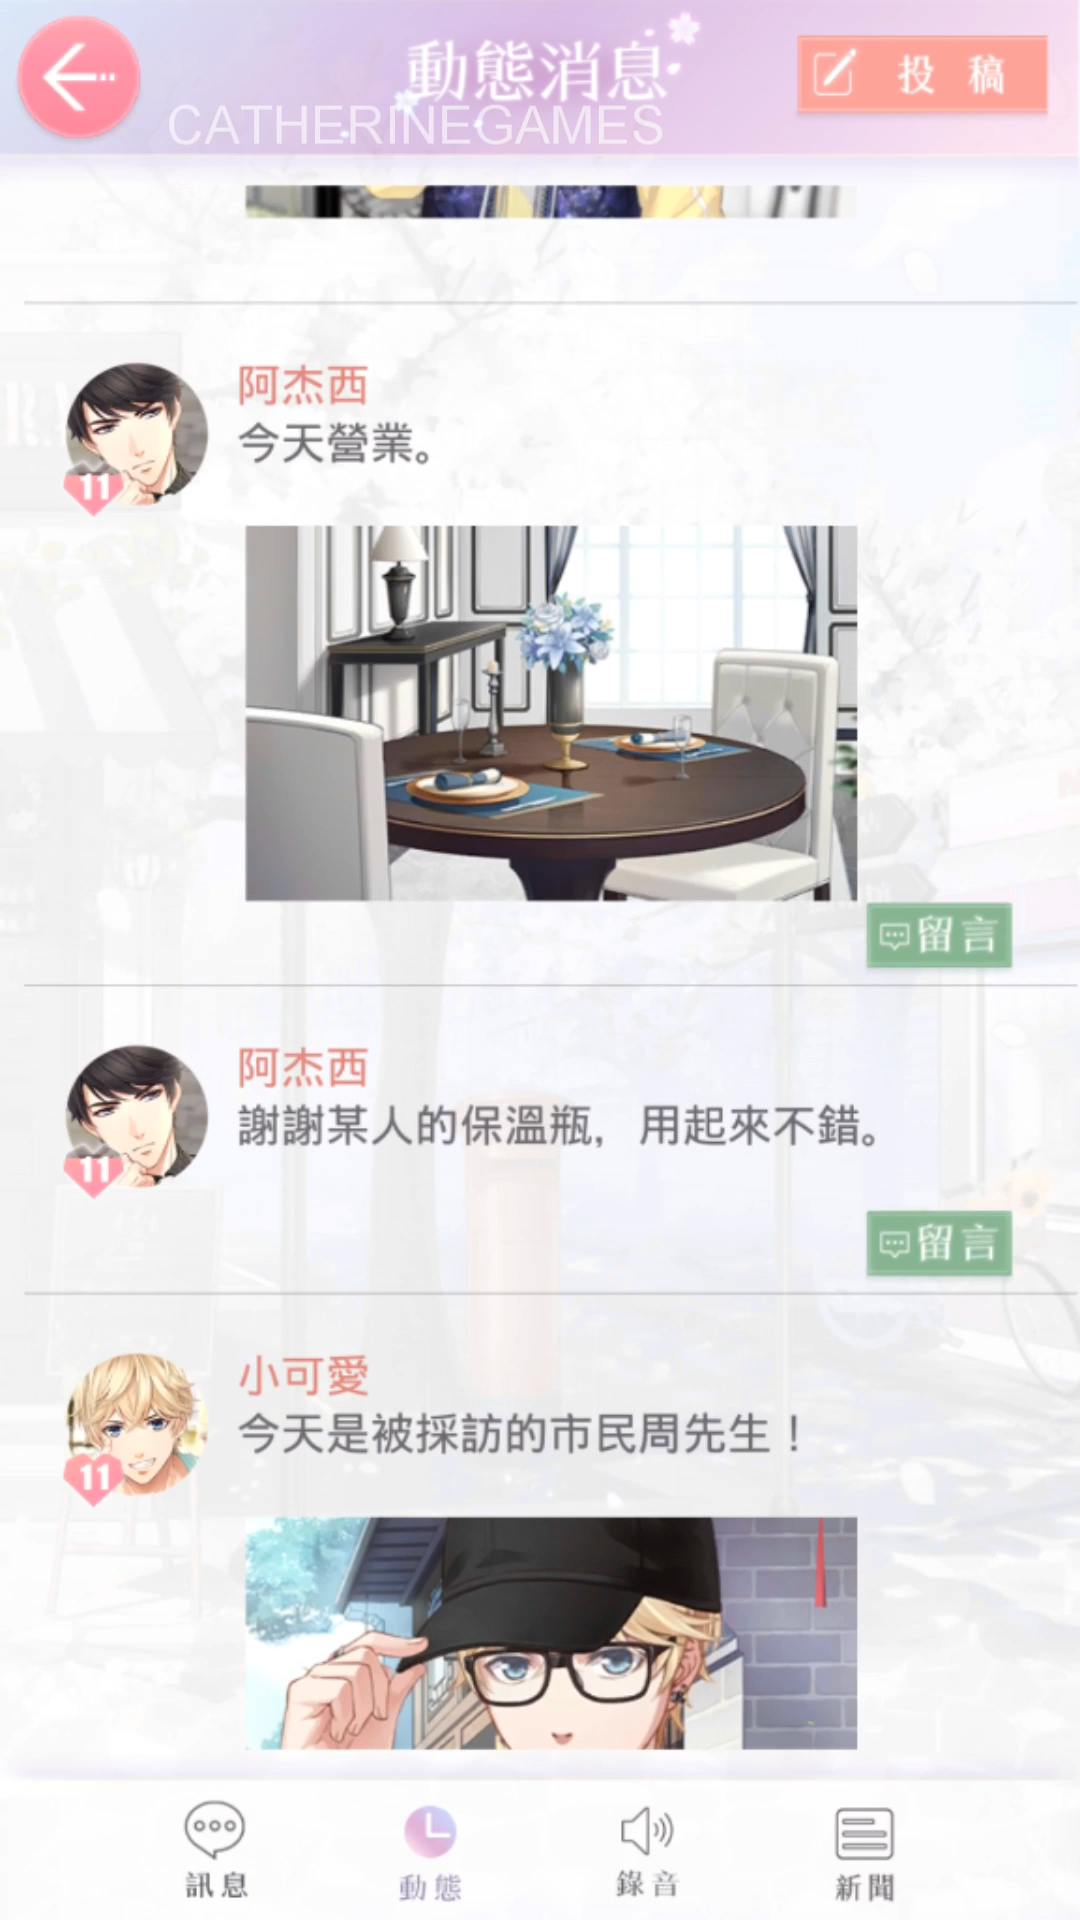 動態消息
投稿
CATHERINEGAMES
阿杰西
今天營業。
11
留言
阿杰西
謝謝某人的保溫瓶，用起來不錯。
11
留言
小可愛
今天是被採訪的市民周先生！
11
訊息
動態
錄音
新聞